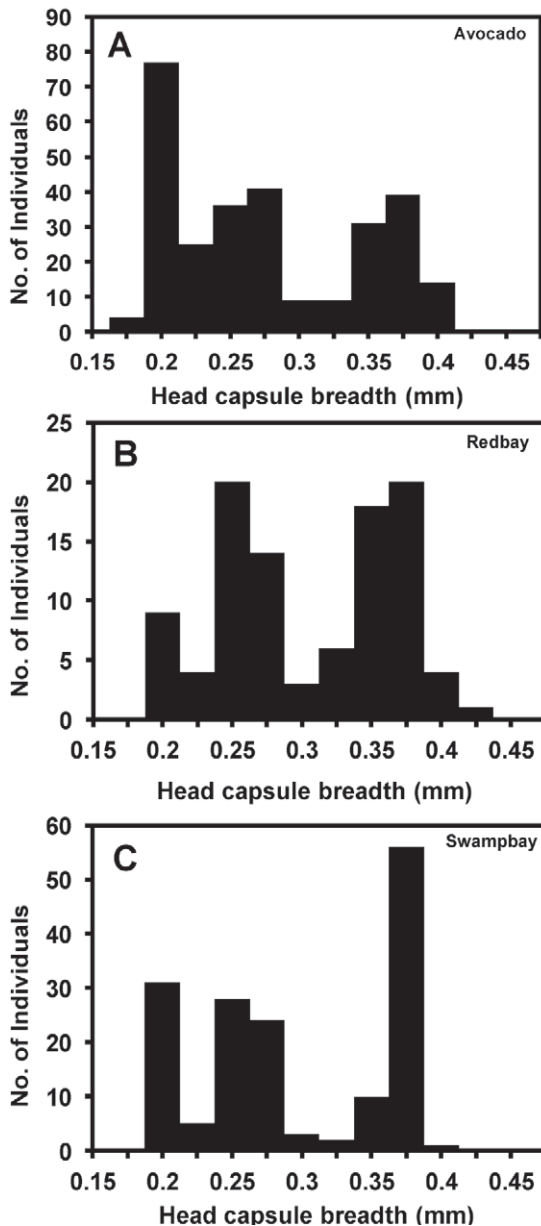 A
Avocado
No. of Individuals
90
80
70
60
50
40
30
20
10
0
0.15 0.2 0.25 0.3 0.35 0.4 0.45
Head capsule breadth (mm)
B
Redbay
No. of Individuals
25
20
15
10
5
0
0.15 0.2 0.25 0.3 0.35 0.4 0.45
Head capsule breadth (mm)
C
Swampbay
No. of Individuals
60
50
40
30
20
10
0
0.15 0.2 0.25 0.3 0.35 0.4 0.45
Head capsule breadth (mm)